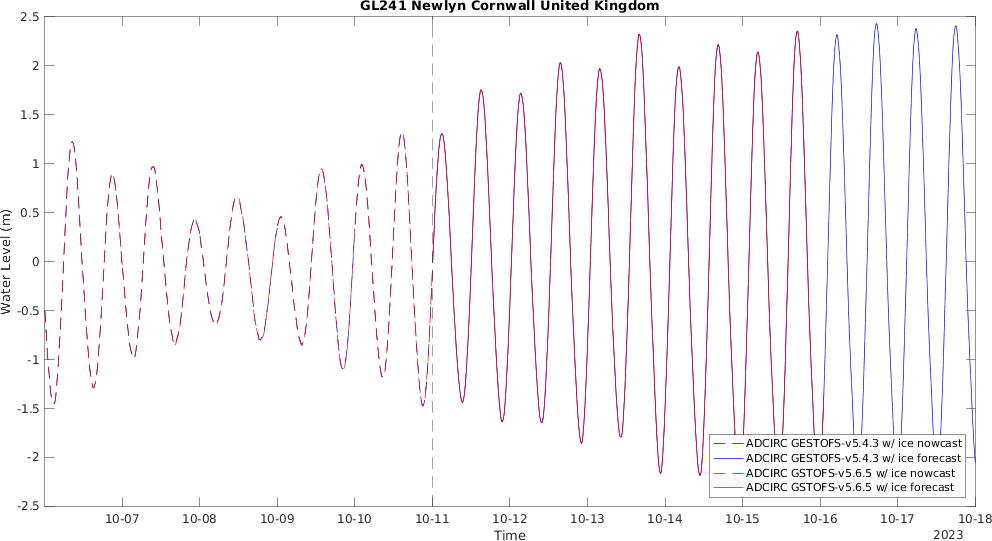 GL241 Newlyn Cornwall United Kingdom
2.5
2
1.5
1
0.5
0
-0.5
-1
-1.5
-2
-2.5
Water Level (m)
ADCIRC GESTOFS-v5.4.3 w/ ice nowcast
ADCIRC GESTOFS-v5.4.3 w/ ice forecast
ADCIRC GSTOFS-v5.6.5 w/ ice nowcast
ADCIRC GSTOFS-v5.6.5 w/ ice forecast
10-07 10-08 10-09 10-10 10-11 10-12 10-13 10-14 10-15 10-16 10-17 10-18
Time
2023